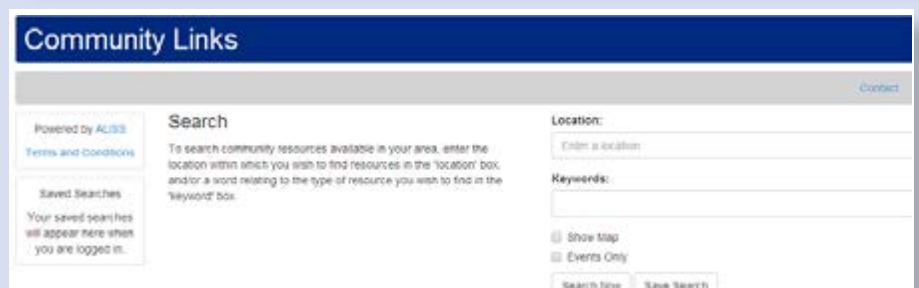 Community Links
Contact
Powered by ALISS
Terms and Conditions
Saved Searches
Your saved searches
will appear here when
you are logged in.
Search
To search community resources available in your area, enter the
location within which you wish to find resources in the 'location' box,
and/or a word relating to the type of resource you wish to find in the
'keyword' box.
Location:
Enter a location
Keywords:
Show Map
Events Only
Search Now Save Search